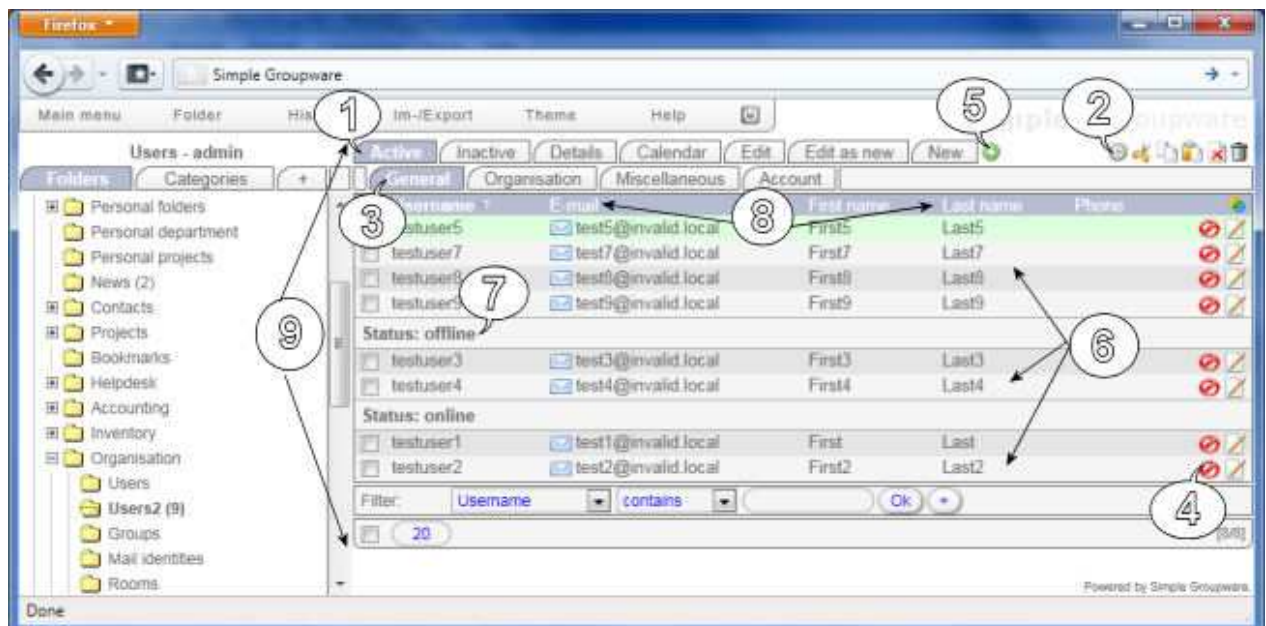 Firefox
Simple Groupware
Main menu Folder His Im-/Export Theme Help
1 5 2
Users - admin Active Inactive Details Calendar Edit Edit as new New
Folders Categories + General Organisation Miscellaneous Account
3 8
Username E-mail First name Last name Phone
Personal folders
Personal department
Personal projects
News (2)
Contacts
Projects
Bookmarks
Helpdesk
Accounting
Inventory
Organisation
Users
Users2 (9)
Groups
Mail identities
Rooms
testuser5 test5@invalid.local First5 Last5
testuser7 test7@invalid.local First7 Last7
testuser8 test8@invalid.local First8 Last8
testuser9 test9@invalid.local First9 Last9
7
9
6
Status: offline
testuser3 test3@invalid.local First3 Last3
testuser4 test4@invalid.local First4 Last4
Status: online
testuser1 test1@invalid.local First Last
testuser2 test2@invalid.local First2 Last2
4
Filter: Username contains Ok +
20 [8/8]
Powered by Simple Groupware.
Done